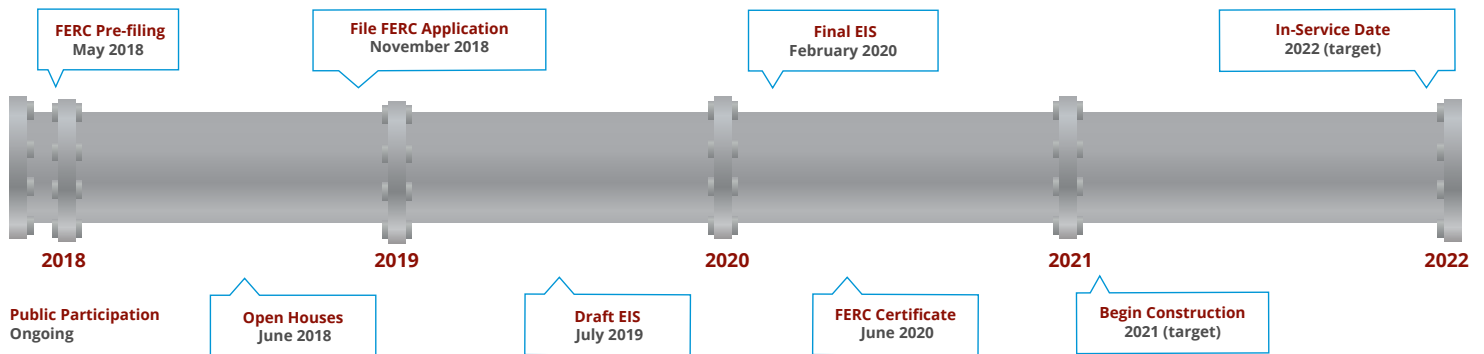 FERC Pre-filing
May 2018
File FERC Application
November 2018
Final EIS
February 2020
In-Service Date
2022 (target)
2018
2019
2020
2021
2022
Public Participation
Ongoing
Open Houses
June 2018
Draft EIS
July 2019
FERC Certificate
June 2020
Begin Construction
2021 (target)